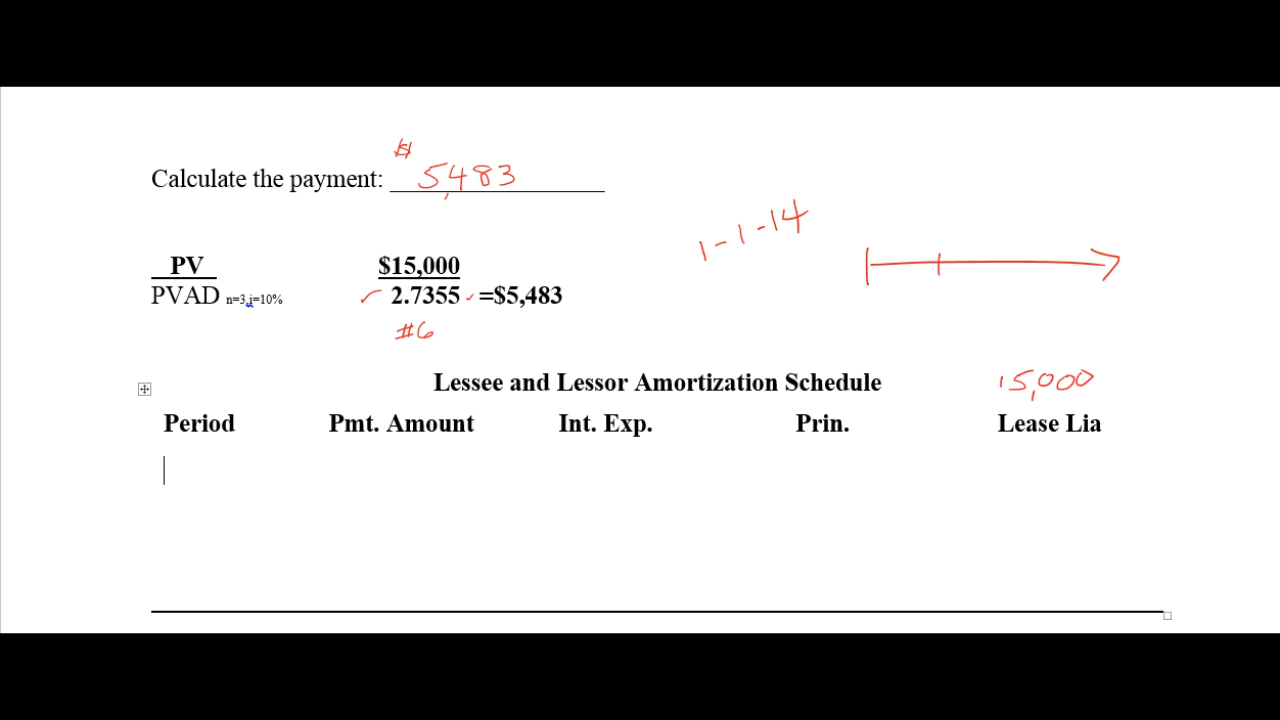 Calculate the payment: $ 5,483
1-1-14
PV $15,000
PVAD n=3,i=10% 2.7355 =$5,483
#6
Lessee and Lessor Amortization Schedule 15,000
Period Pmt. Amount Int. Exp. Prin. Lease Lia